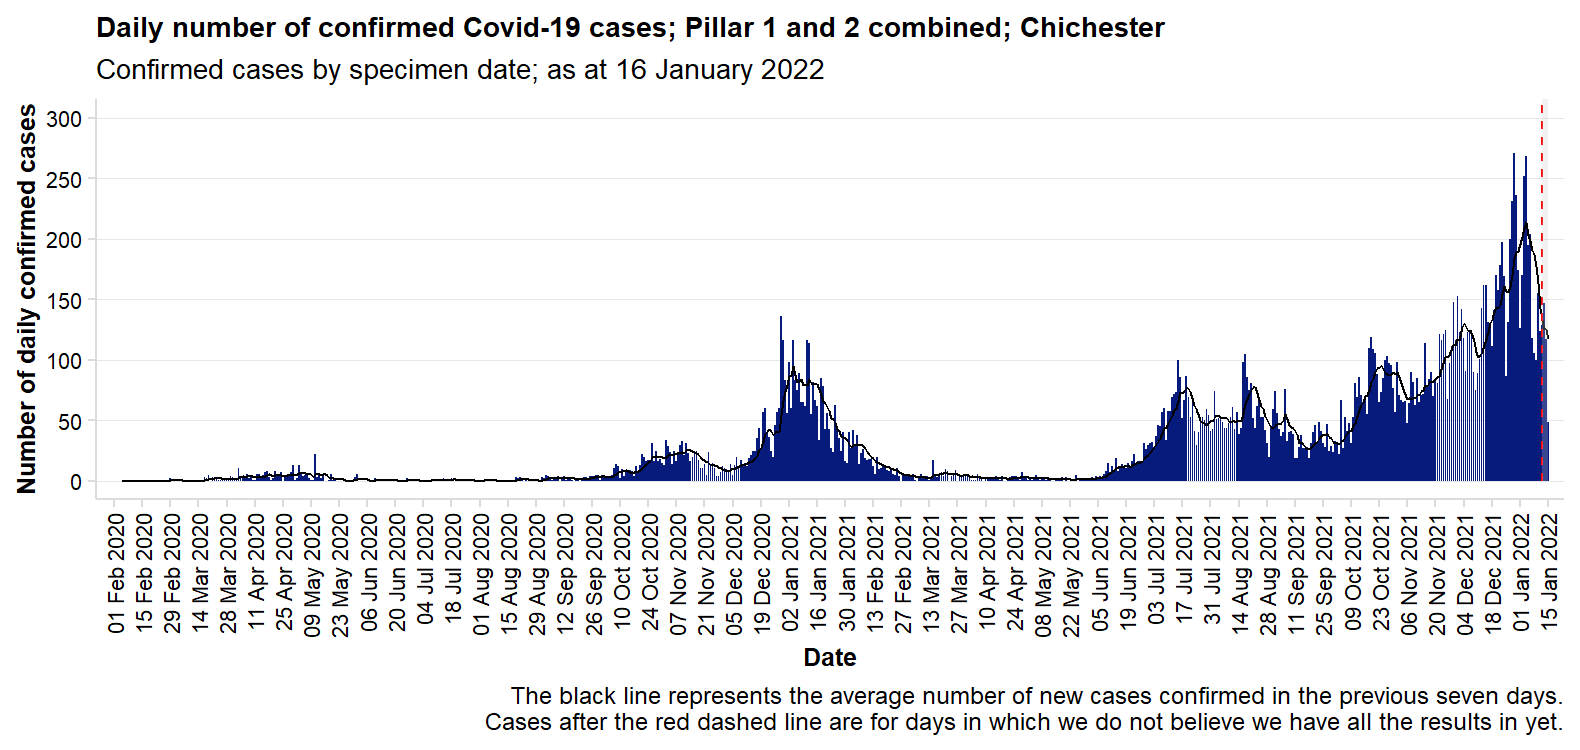 Daily number of confirmed Covid-19 cases; Pillar 1 and 2 combined; Chichester
Confirmed cases by specimen date; as at 16 January 2022
Number of daily confirmed cases
300
250
200
150
100
50
0
01 Feb 2020
15 Feb 2020
29 Feb 2020
14 Mar 2020
28 Mar 2020
11 Apr 2020
25 Apr 2020
09 May 2020
23 May 2020
06 Jun 2020
20 Jun 2020
04 Jul 2020
18 Jul 2020
01 Aug 2020
15 Aug 2020
29 Aug 2020
12 Sep 2020
26 Sep 2020
10 Oct 2020
24 Oct 2020
07 Nov 2020
21 Nov 2020
05 Dec 2020
19 Dec 2020
02 Jan 2021
16 Jan 2021
30 Jan 2021
13 Feb 2021
27 Feb 2021
13 Mar 2021
27 Mar 2021
10 Apr 2021
24 Apr 2021
08 May 2021
22 May 2021
05 Jun 2021
19 Jun 2021
03 Jul 2021
17 Jul 2021
31 Jul 2021
14 Aug 2021
28 Aug 2021
11 Sep 2021
25 Sep 2021
09 Oct 2021
23 Oct 2021
06 Nov 2021
20 Nov 2021
04 Dec 2021
18 Dec 2021
01 Jan 2022
15 Jan 2022
Date
The black line represents the average number of new cases confirmed in the previous seven days.
Cases after the red dashed line are for days in which we do not believe we have all the results in yet.